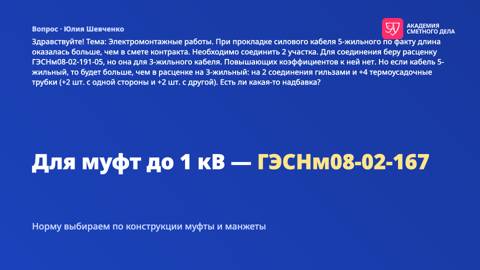 Вопрос · Юлия Шевченко
АКАДЕМИЯ
СМЕТНОГО ДЕЛА
Здравствуйте! Тема: Электромонтажные работы. При прокладке силового кабеля 5-жильного по факту длина
оказалась больше, чем в смете контракта. Необходимо соединить 2 участка. Для соединения беру расценку
ГЭСНм08-02-191-05, но она для 3-жильного кабеля. Повышающих коэффициентов к ней нет. Но если кабель 5-
жильный, то будет больше, чем в расценке на 3-жильный: на 2 соединения гильзами и +4 термоусадочные
трубки (+2 шт. с одной стороны и +2 шт. с другой). Есть ли какая-то надбавка?
Для муфт до 1 кВ — ГЭСНм08-02-167
Норму выбираем по конструкции муфты и манжеты